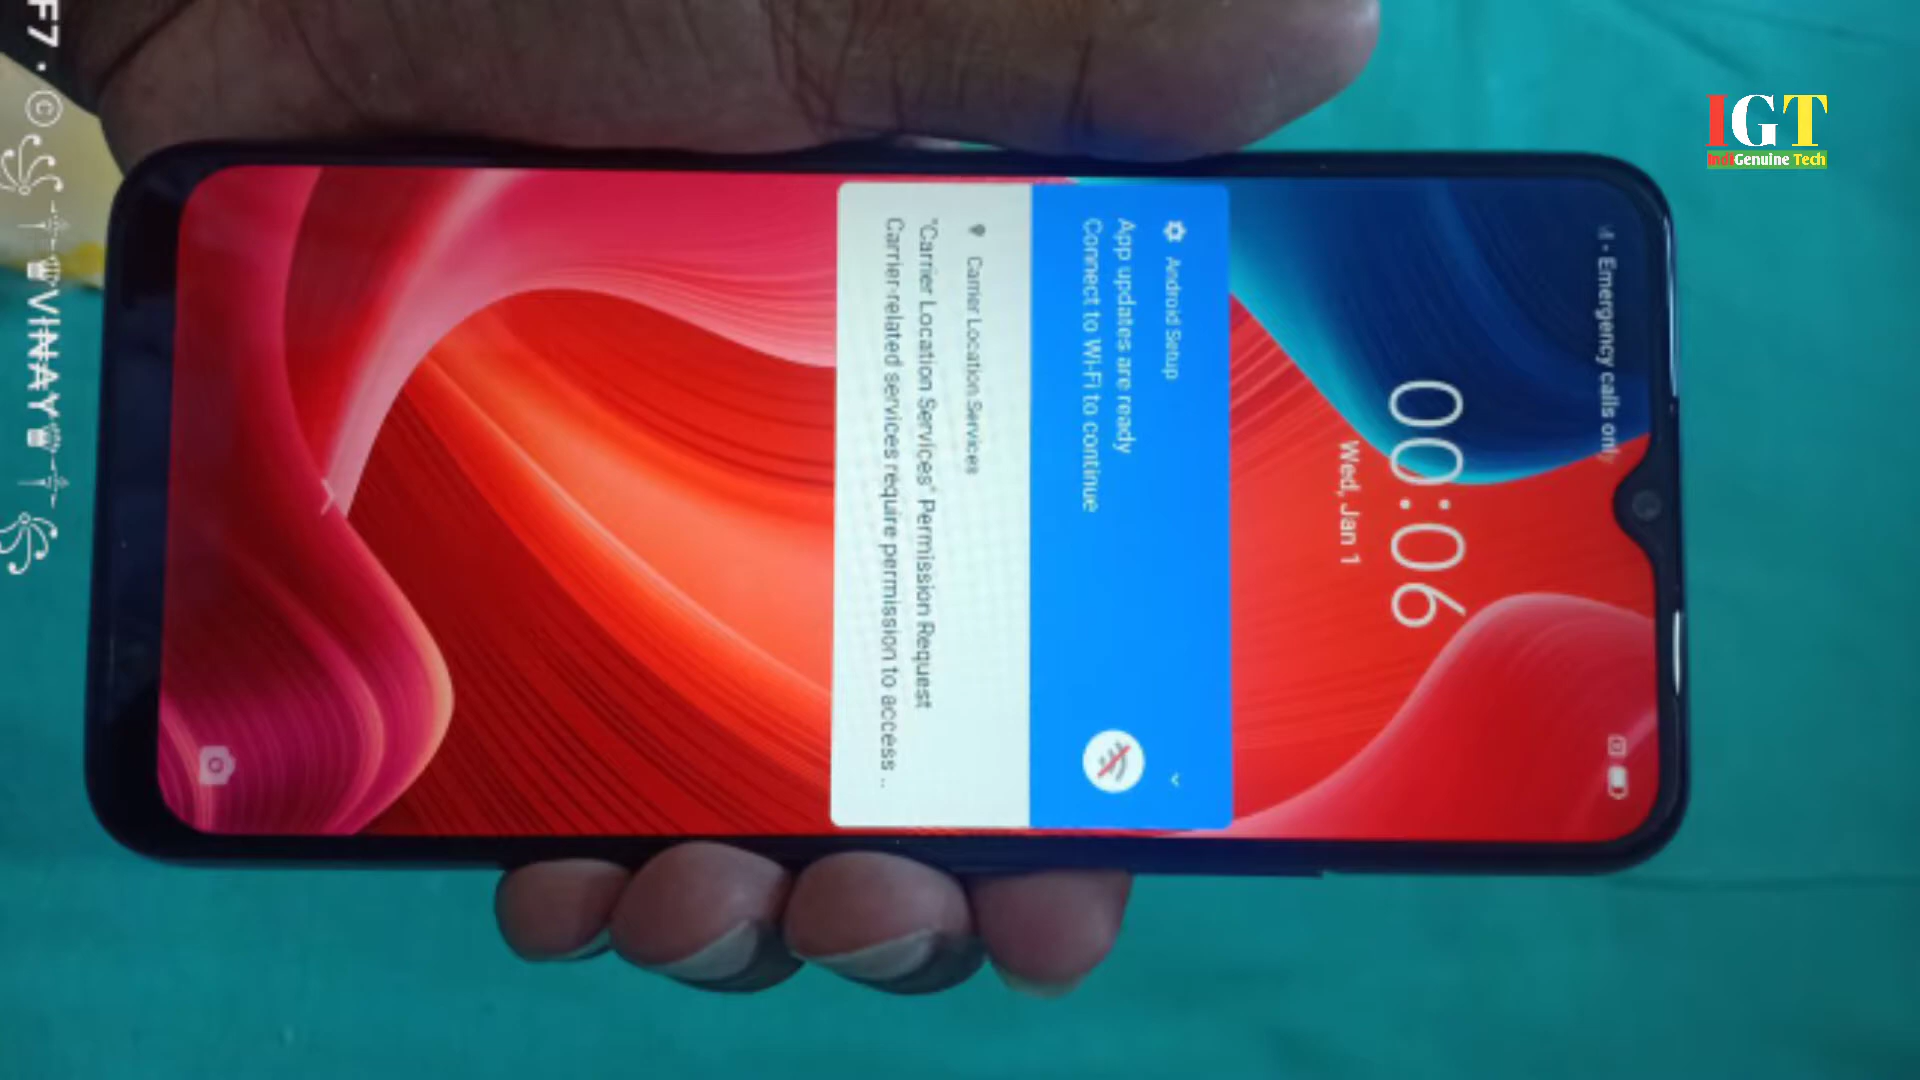 Emergency calls only
00:06
Wed, Jan 1
Android Setup
App updates are ready
Connect to Wi-Fi to continue
Carrier Location Services
"Carrier Location Services" Permission Request
Carrier-related services require permission to access ..
IGT
IndiGenuine Tech
F7 · ©
VINAY